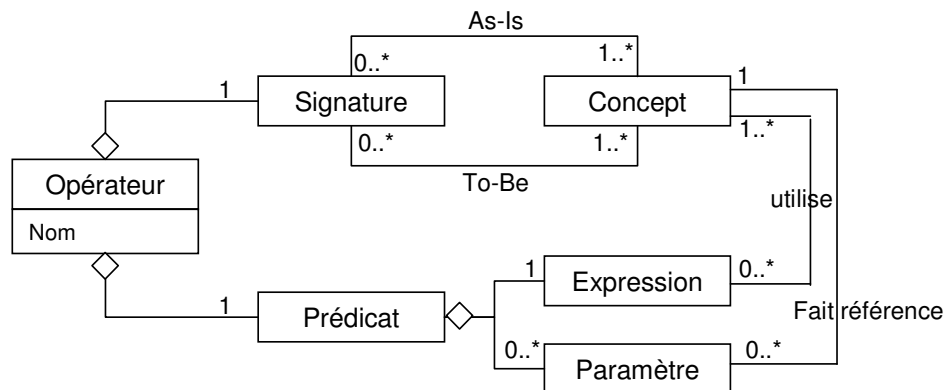 As-Is
0..*
1..*
1
Signature
Concept
1
0..*
1..*
1..*
To-Be
Opérateur
Nom
utilise
1
Prédicat
1
Expression
0..*
Fait référence
0..*
Paramètre
0..*